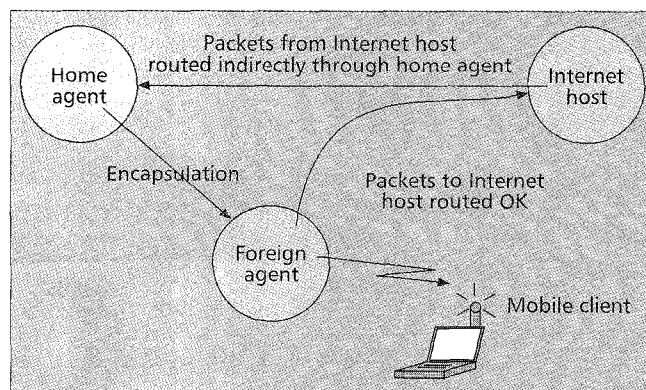 Packets from Internet host
routed indirectly through home agent
Home
agent
Internet
host
Encapsulation
Packets to Internet
host routed OK
Foreign
agent
Mobile client